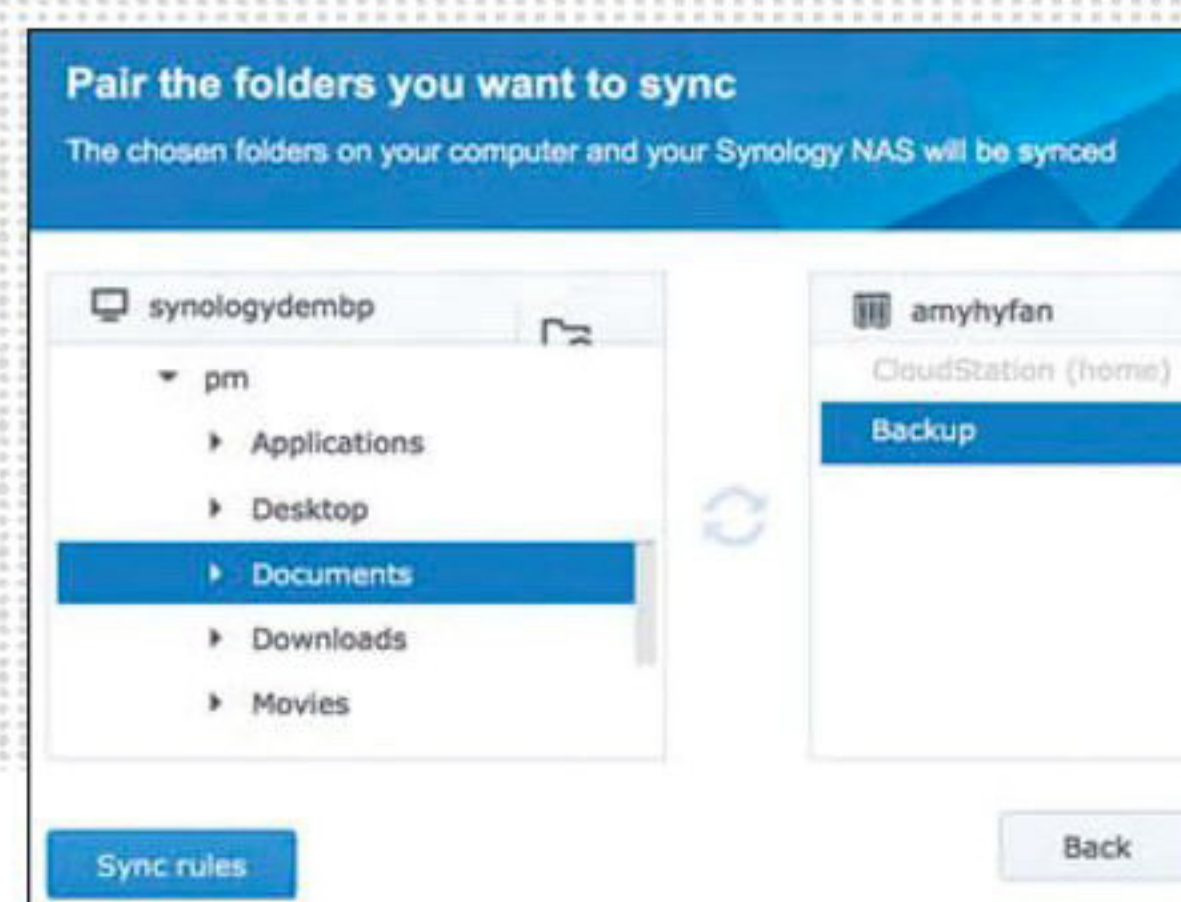 Pair the folders you want to sync
The chosen folders on your computer and your Synology NAS will be synced
synologydembp
pm
Applications
Desktop
Documents
Downloads
Movies
amyhyfan
CloudStation (home)
Backup
Sync rules
Back